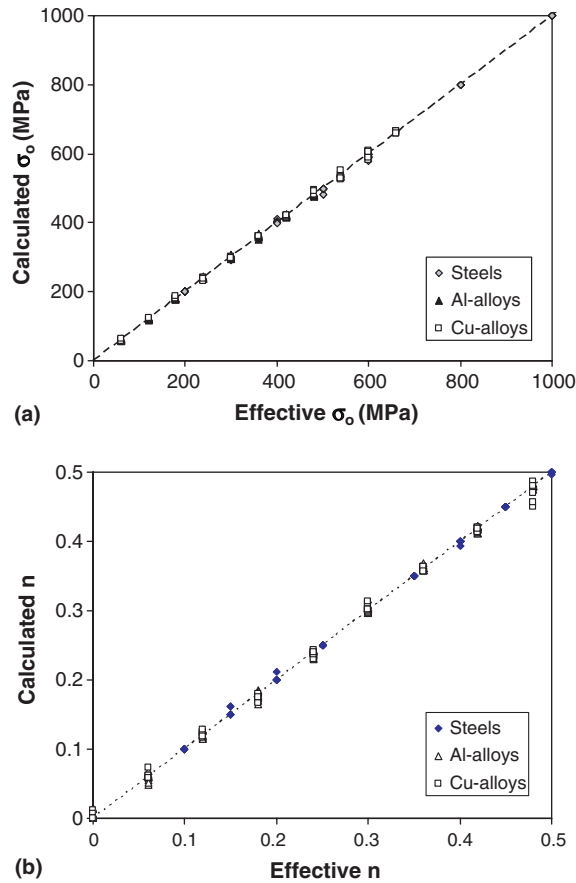 1000
800
600
400
200
0
Calculated σo (MPa)
Steels
Al-alloys
Cu-alloys
0 200 400 600 800 1000
(a) Effective σo (MPa)
0.5
0.4
0.3
0.2
0.1
0
Calculated n
Steels
Al-alloys
Cu-alloys
0 0.1 0.2 0.3 0.4 0.5
(b) Effective n